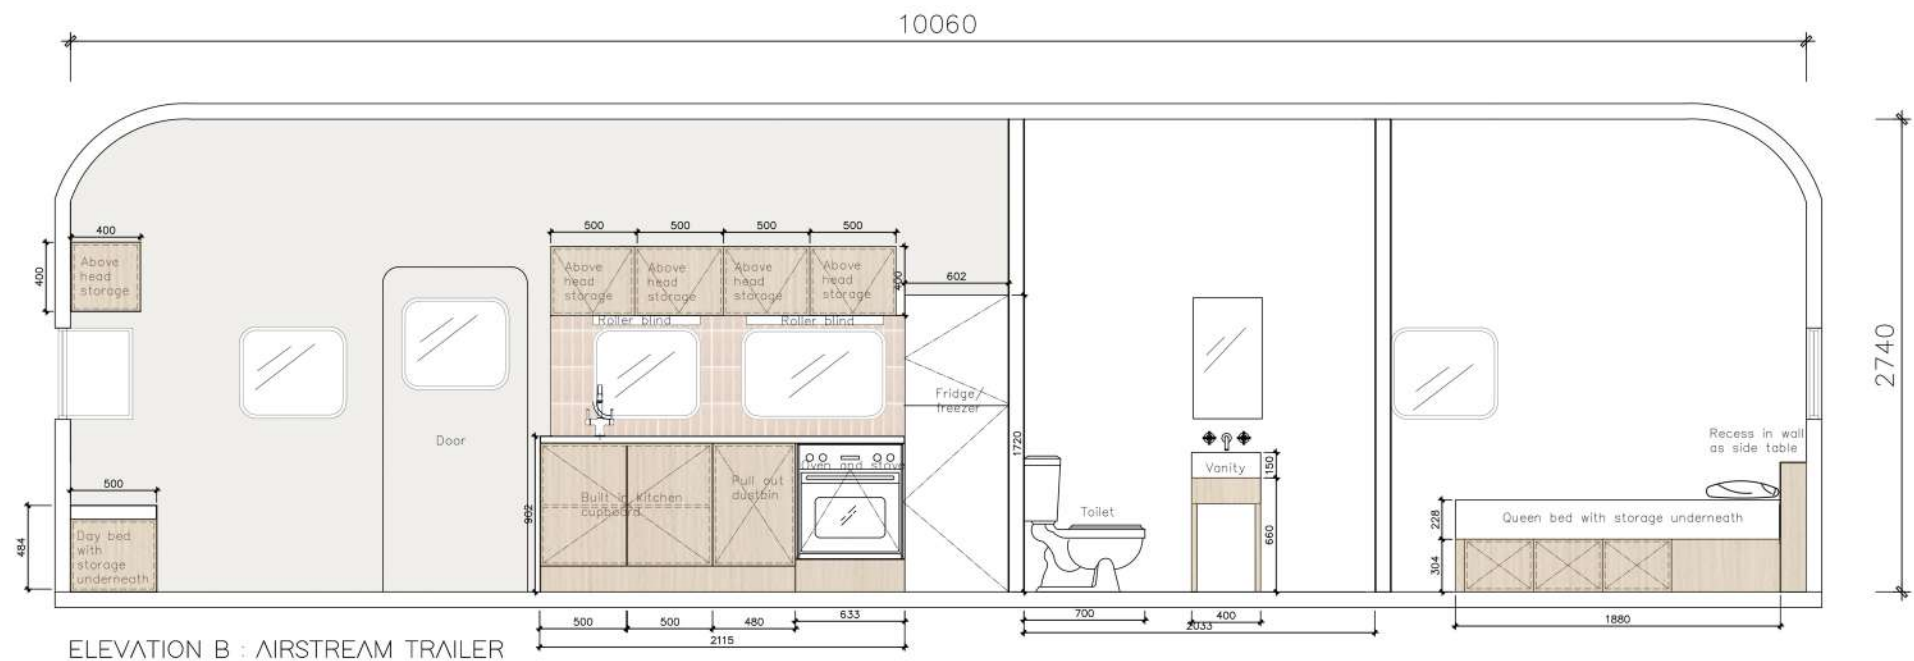 10060
2740
400
400
Above
head
storage
500
500
500
500
Above
head
storage
Above
head
storage
Above
head
storage
Above
head
storage
400
602
Roller blind
Roller blind
Door
Fridge/
freezer
1720
Recess in wall
as side table
500
484
Day bed
with
storage
underneath
902
Built in kitchen
cupboard
Pull out
dustbin
Oven and stove
Toilet
Vanity
150
660
Queen bed with storage underneath
228
304
500
500
480
633
2115
700
400
2033
1880
ELEVATION B : AIRSTREAM TRAILER